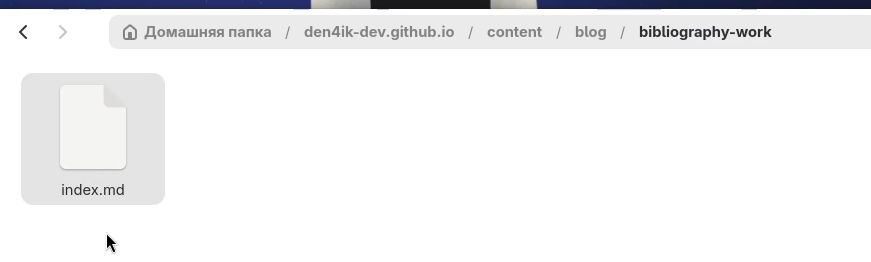 Домашняя папка / den4ik-dev.github.io / content / blog / bibliography-work
index.md